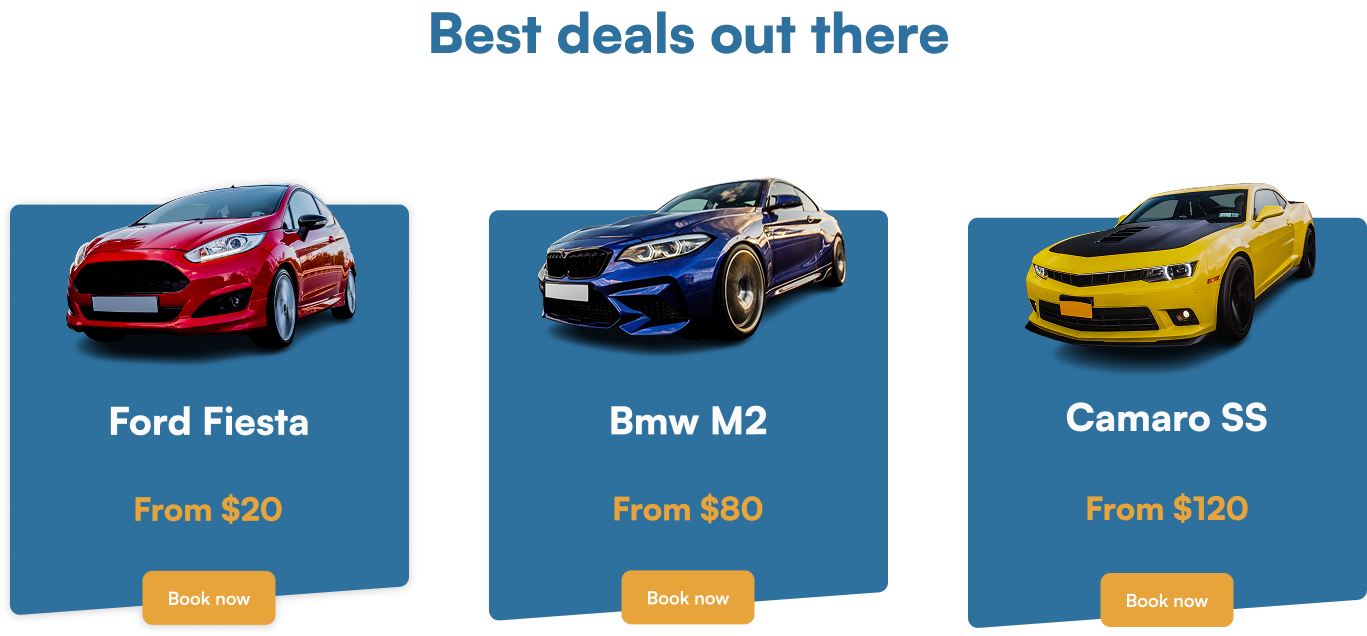 Best deals out there
Ford Fiesta
From $20
Book now
Bmw M2
From $80
Book now
Camaro SS
From $120
Book now